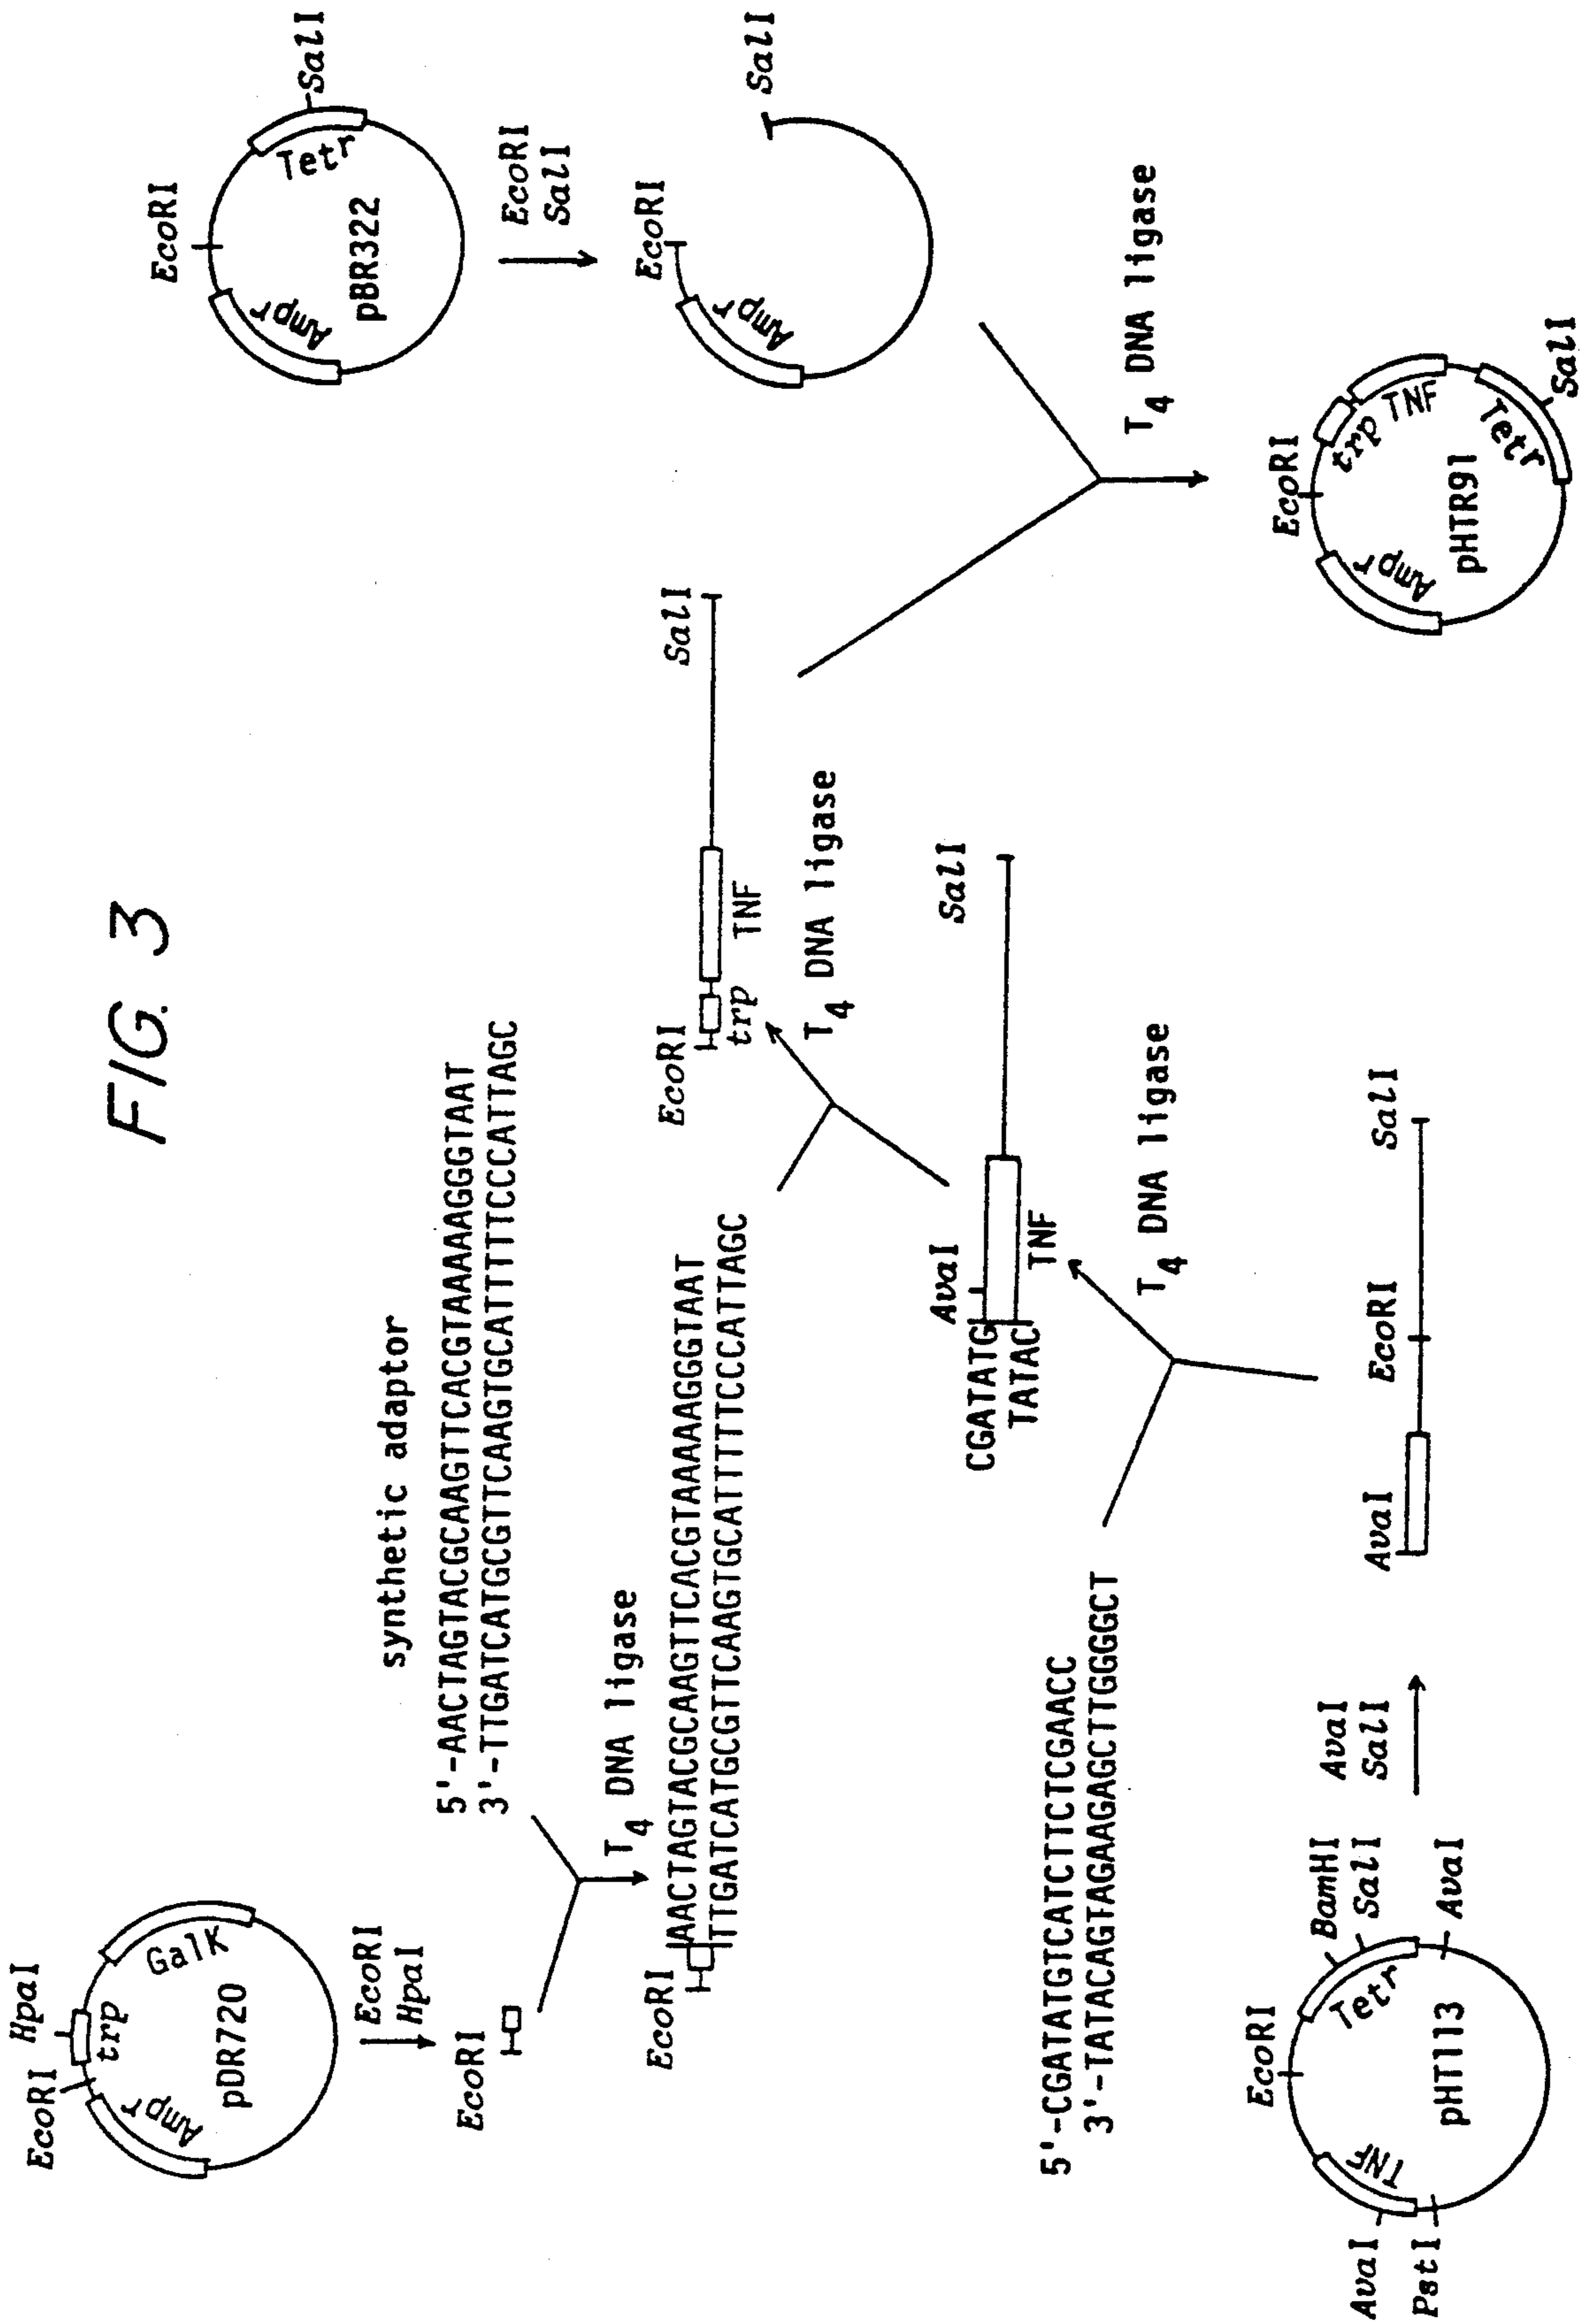 FIG. 3
EcoRI
HpaI
trp
Ampr
GalK
pDR720
EcoRI
HpaI
EcoRI
synthetic adaptor
5'-AACTAGTACGCAAGTTCACGTAAAAAGGGTAAT
3'-TTGATCATGCGTTCAAGTGCATTTTTCCCATTAGC
T4 DNA ligase
EcoRI
AACTAGTACGCAAGTTCACGTAAAAAGGGTAAT
TTGATCATGCGTTCAAGTGCATTTTTCCCATTAGC
EcoRI
trp
TNF
SalI
T4 DNA ligase
5'-CGATATGTCATCTTCTCGAACC
3'-TATACAGTAGAAGAGCTTGGGGCT
CGATATG
TATAC
AvaI
TNF
SalI
T4 DNA ligase
EcoRI
TNF
Tetr
BamHI
SalI
AvaI
AvaI
PstI
pHT113
AvaI
SalI
AvaI
EcoRI
SalI
EcoRI
Ampr
Tetr
SalI
pBR322
EcoRI
SalI
EcoRI
Ampr
SalI
T4 DNA ligase
EcoRI
trp
TNF
Ampr
Tetr
SalI
pHTR91